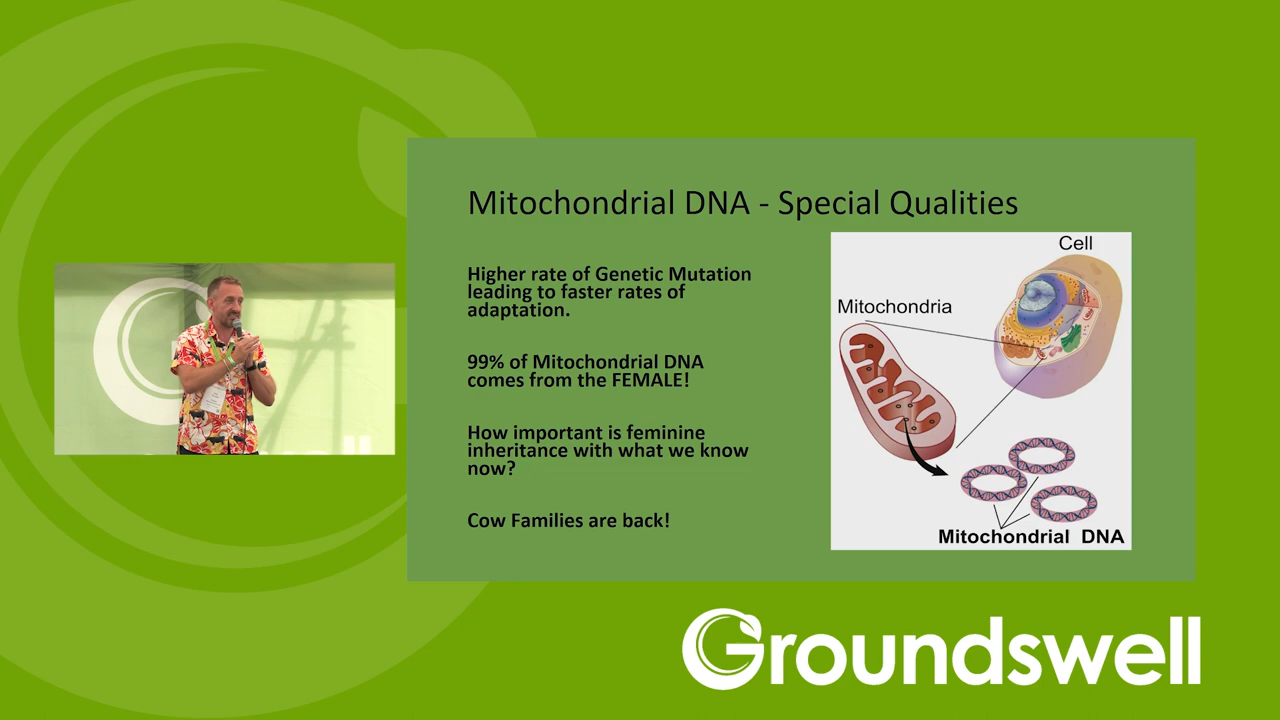 Mitochondrial DNA - Special Qualities
Higher rate of Genetic Mutation
leading to faster rates of
adaptation.
99% of Mitochondrial DNA
comes from the FEMALE!
How important is feminine
inheritance with what we know
now?
Cow Families are back!
Cell
Mitochondria
Mitochondrial DNA
Groundswell